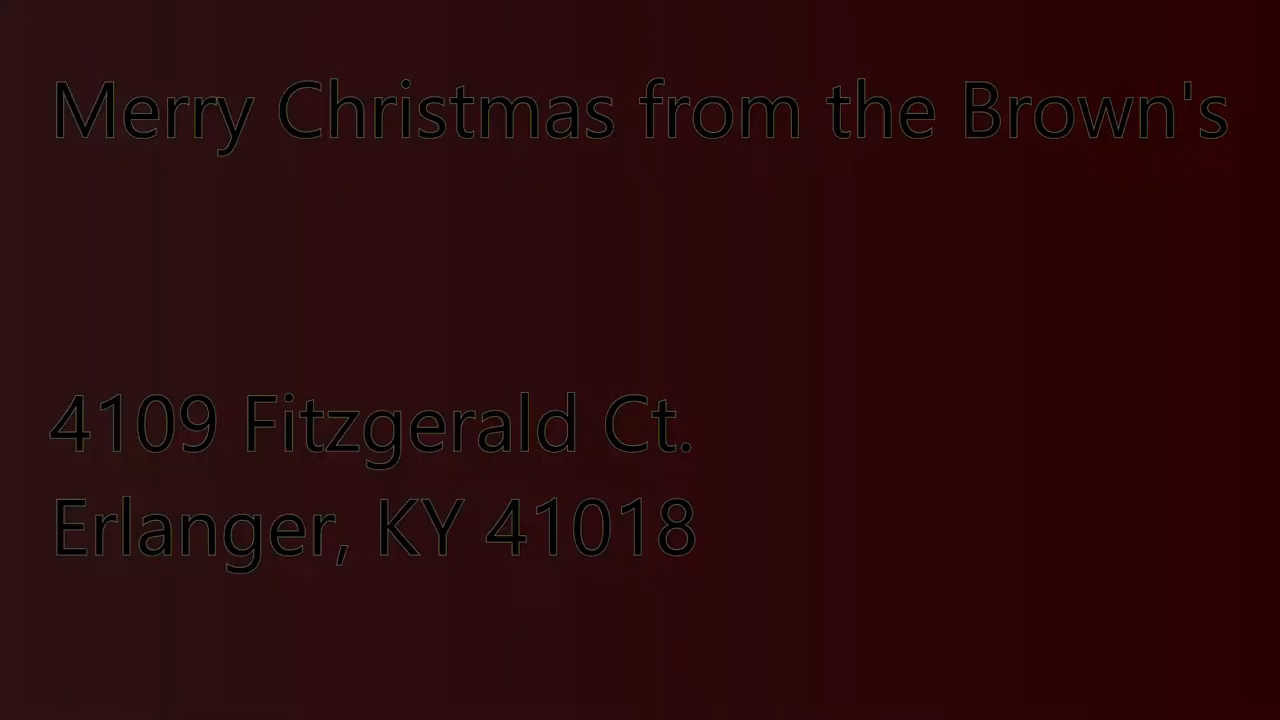 Merry Christmas from the Brown's
4109 Fitzgerald Ct.
Erlanger, KY 41018